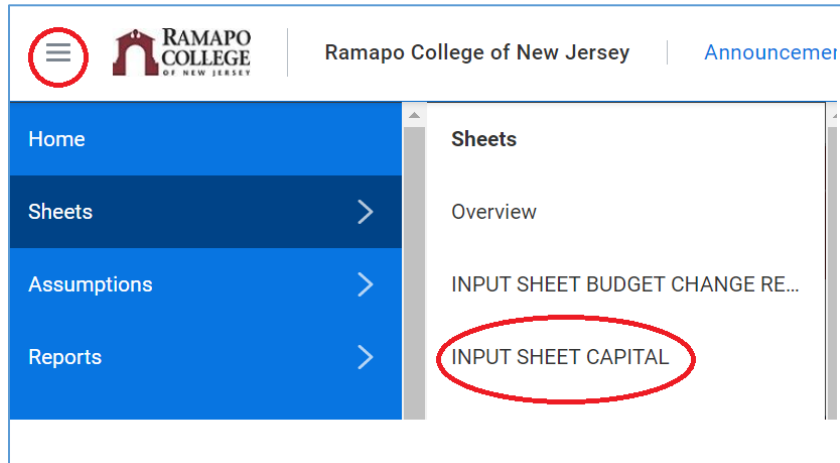 RAMAPO
COLLEGE
OF NEW JERSEY
Ramapo College of New Jersey
Announcemer
Home
Sheets
Assumptions
Reports
Sheets
Overview
INPUT SHEET BUDGET CHANGE RE...
INPUT SHEET CAPITAL